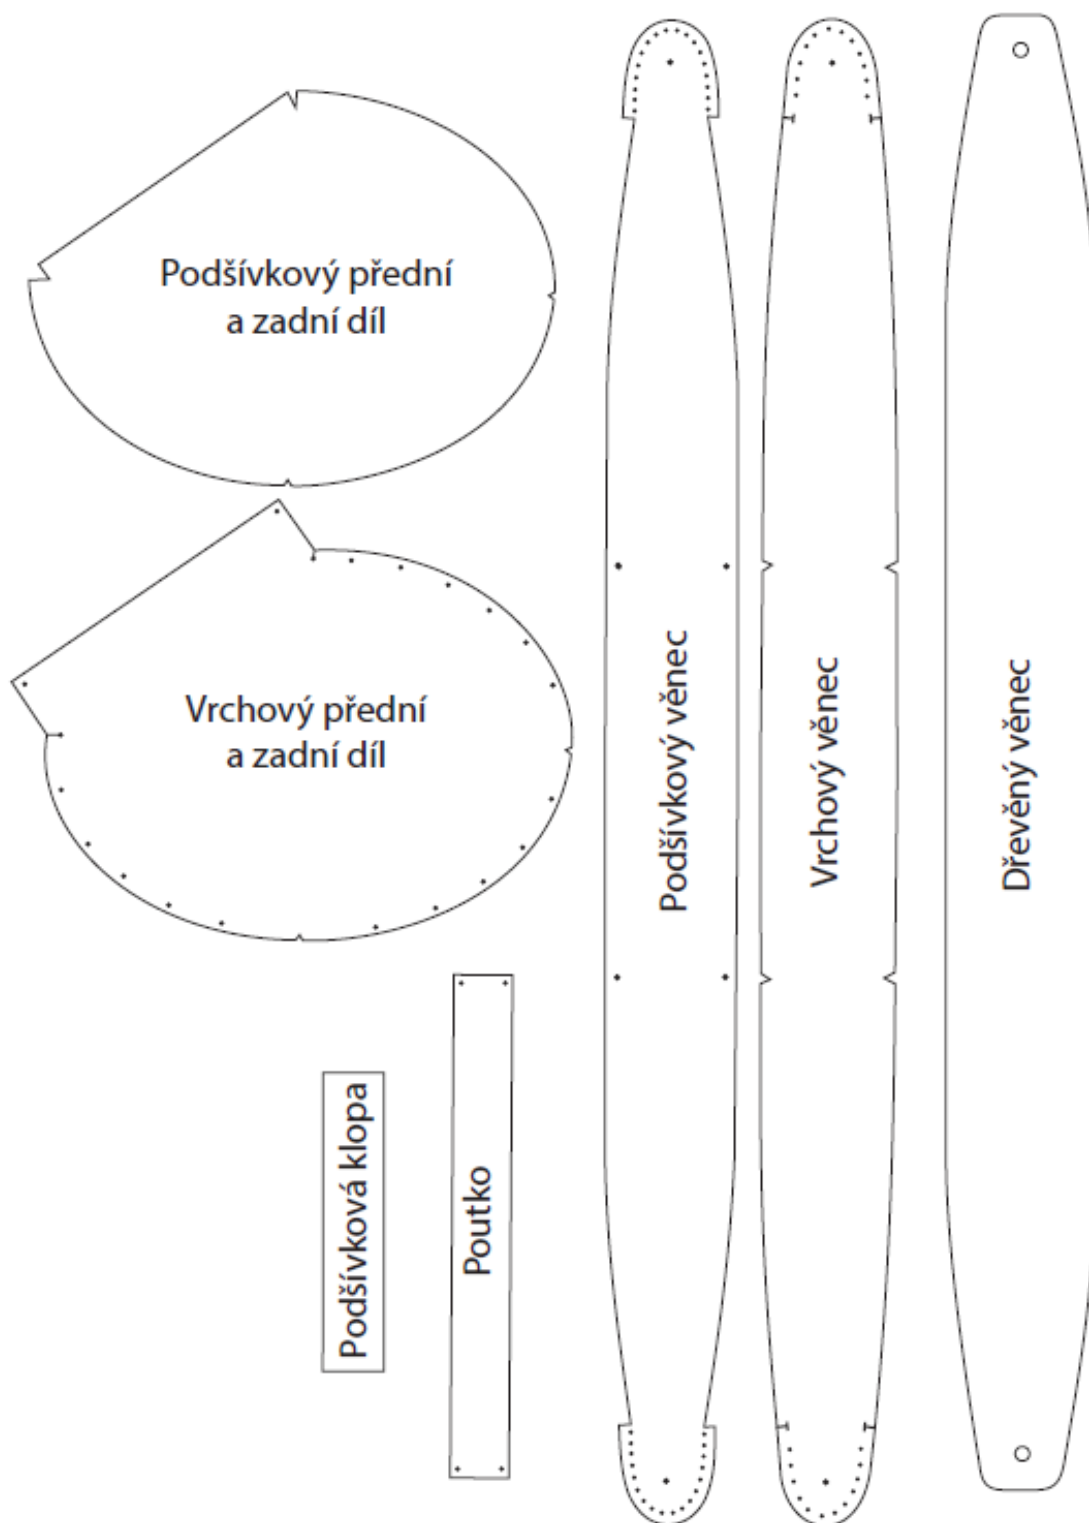 Podšívkový přední
a zadní díl
Vrchový přední
a zadní díl
Podšívková klopa
Poutko
Podšívkový věnec
Vrchový věnec
Dřevěný věnec